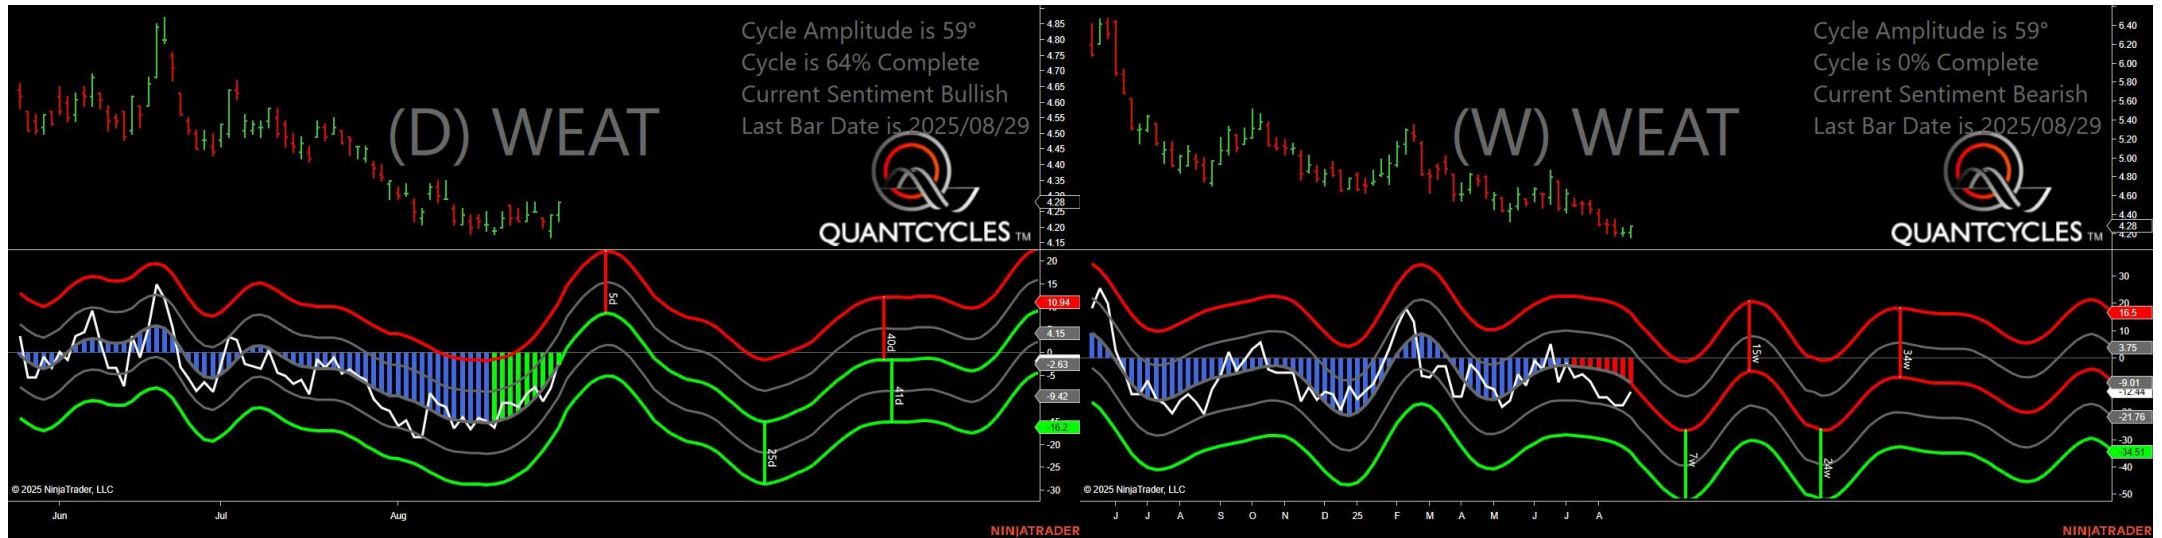 Cycle Amplitude is 59°
Cycle is 64% Complete
Current Sentiment Bullish
Last Bar Date is 2025/08/29
(D) WEAT
QUANTCYCLES TM
4.85
4.80
4.75
4.70
4.65
4.60
4.55
4.50
4.45
4.40
4.35
4.28
4.25
4.20
4.15
20
15
10.94
4.15
0
-2.63
-5
-9.42
-15
-16.2
-20
-25
-30
5d
25d
40d
41d
© 2025 NinjaTrader, LLC
Jun
Jul
Aug
NINJATRADER
Cycle Amplitude is 59°
Cycle is 0% Complete
Current Sentiment Bearish
Last Bar Date is 2025/08/29
(W) WEAT
QUANTCYCLES TM
6.40
6.20
6.00
5.80
5.60
5.40
5.20
5.00
4.80
4.60
4.40
4.28
4.20
30
20
16.5
10
3.75
0
-9.01
-12.44
-21.76
-30
-34.51
-40
-50
7w
15w
24w
34w
© 2025 NinjaTrader, LLC
J
J
A
S
O
N
D
25
F
M
A
M
J
J
A
NINJATRADER